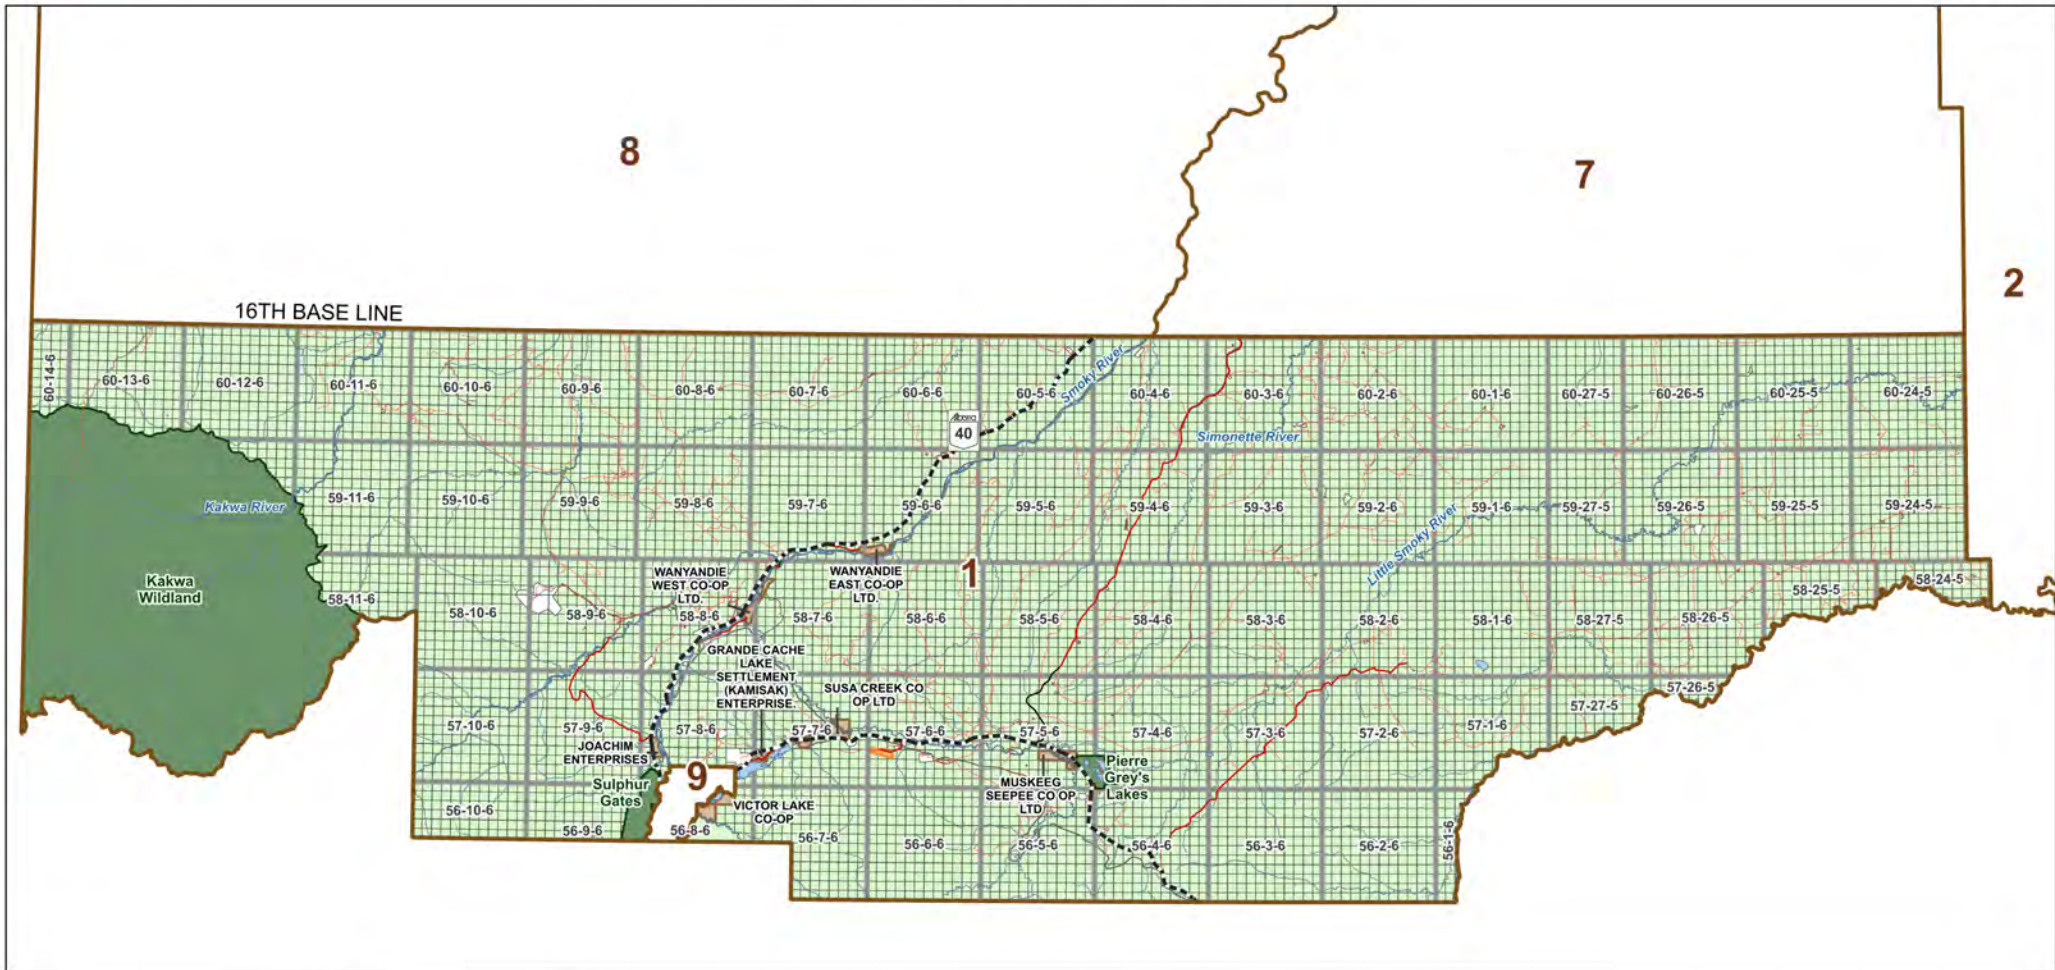 8
7
2
16TH BASE LINE
60-14-6
60-13-6
60-12-6
60-11-6
60-10-6
60-9-6
60-8-6
60-7-6
60-6-6
60-5-6
Smoky River
60-4-6
60-3-6
60-2-6
60-1-6
60-27-5
60-26-5
60-25-5
60-24-5
Alberta
40
Simonette River
Kakwa River
59-11-6
59-10-6
59-9-6
59-8-6
59-7-6
59-6-6
59-5-6
59-4-6
59-3-6
59-2-6
59-1-6
59-27-5
59-26-5
59-25-5
59-24-5
Little Smoky River
Kakwa
Wildland
WANYANDIE
WEST CO-OP
LTD.
WANYANDIE
EAST CO-OP
LTD.
1
58-11-6
58-10-6
58-9-6
58-8-6
58-7-6
58-6-6
58-5-6
58-4-6
58-3-6
58-2-6
58-1-6
58-27-5
58-26-5
58-25-5
58-24-5
GRANDE CACHE
LAKE
SETTLEMENT
(KAMISAK)
ENTERPRISE.
SUSA CREEK CO
OP LTD
57-10-6
57-9-6
57-8-6
57-7-6
57-6-6
57-5-6
57-4-6
57-3-6
57-2-6
57-1-6
57-27-5
57-26-5
JOACHIM
ENTERPRISES
Sulphur
Gates
9
VICTOR LAKE
CO-OP
MUSKEEG
SEEPEE CO OP
LTD
Pierre
Grey's
Lakes
56-10-6
56-9-6
56-8-6
56-7-6
56-6-6
56-5-6
56-4-6
56-3-6
56-2-6
56-1-6